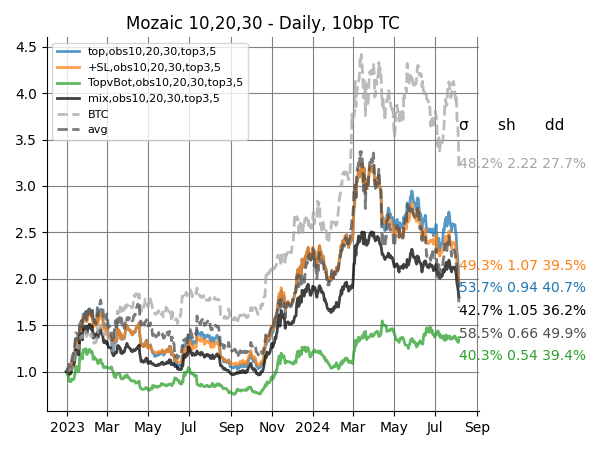 Mozaic 10,20,30 - Daily, 10bp TC
top,obs10,20,30,top3,5
+SL,obs10,20,30,top3,5
TopvBot,obs10,20,30,top3,5
mix,obs10,20,30,top3,5
BTC
avg
4.5
4.0
3.5
3.0
2.5
2.0
1.5
1.0
σ sh dd
48.2% 2.22 27.7%
49.3% 1.07 39.5%
53.7% 0.94 40.7%
42.7% 1.05 36.2%
58.5% 0.66 49.9%
40.3% 0.54 39.4%
2023 Mar May Jul Sep Nov 2024 Mar May Jul Sep